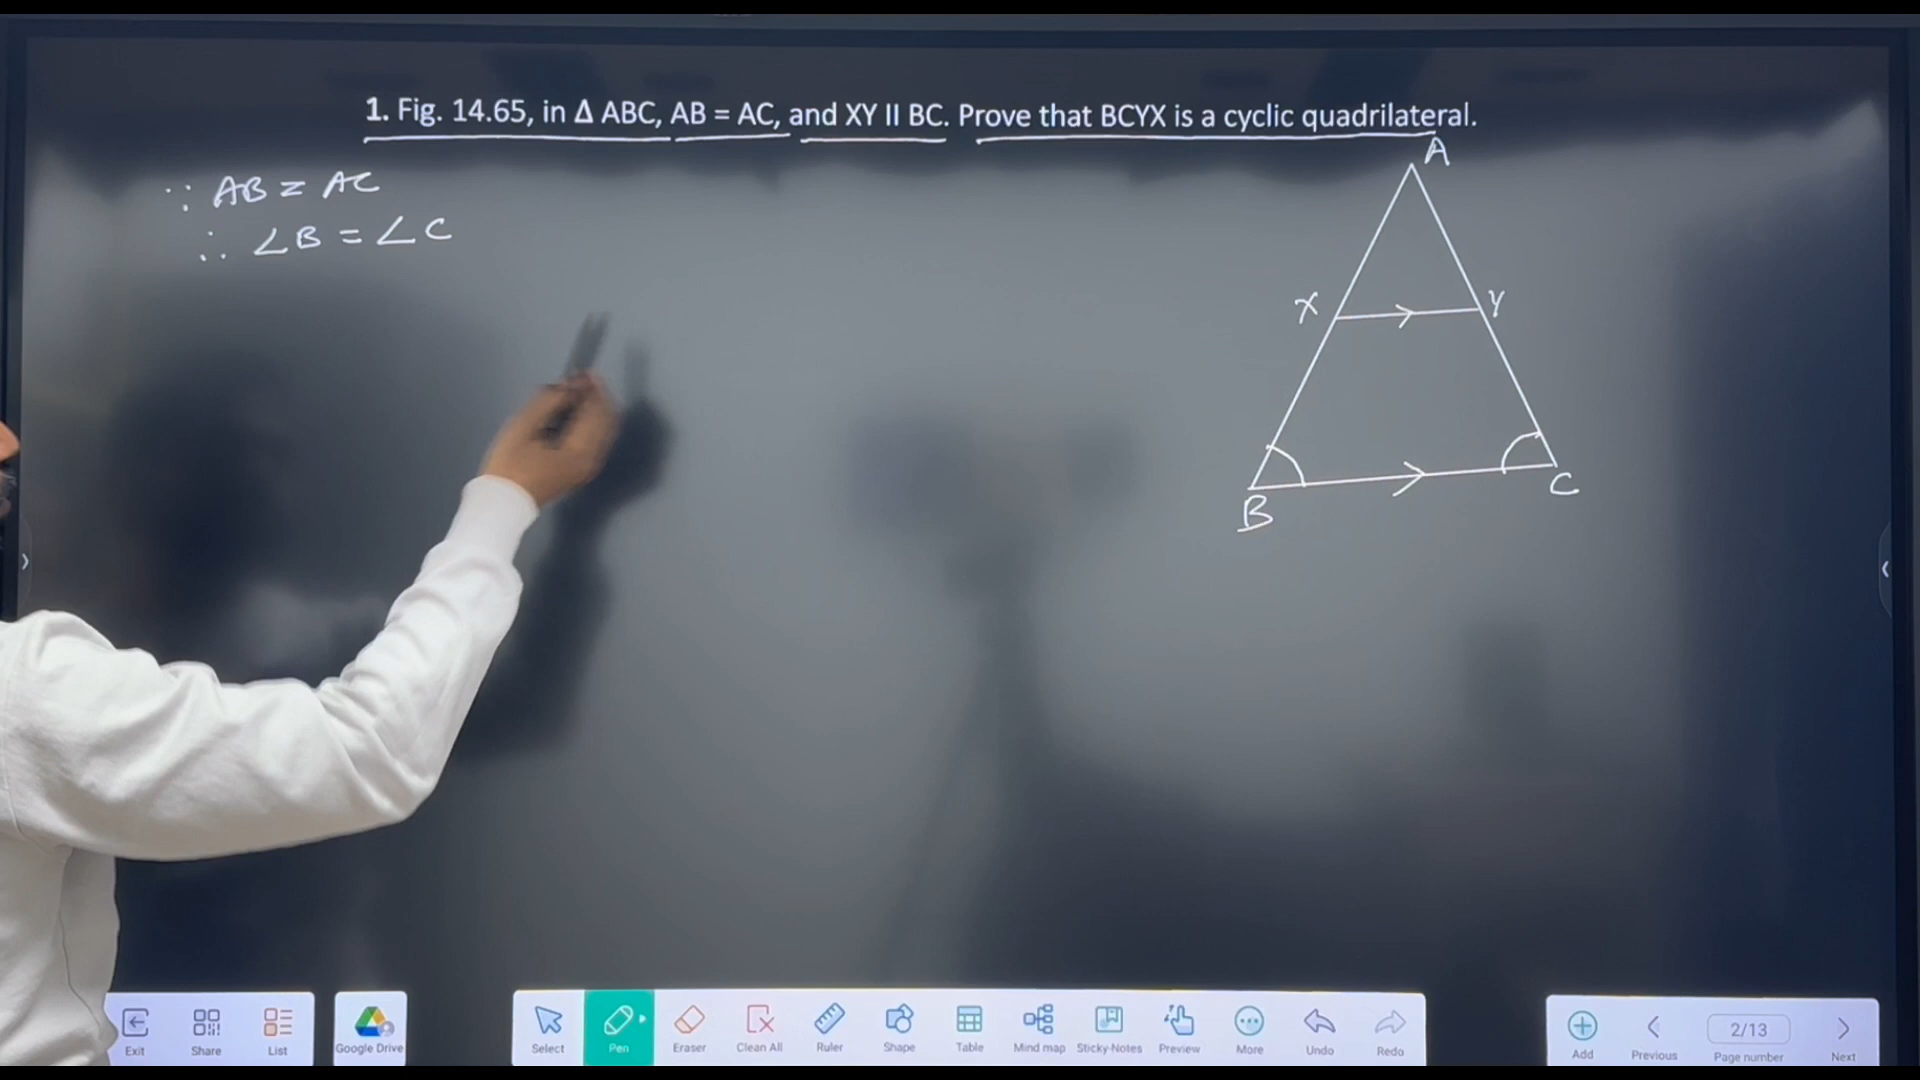 1. Fig. 14.65, in Δ ABC, AB = AC, and XY II BC. Prove that BCYX is a cyclic quadrilateral.
∵ AB = AC
∴ ∠B = ∠C
A
X
Y
B
C
Exit
Share
List
Google Drive
Select
Pen
Eraser
Clean All
Ruler
Shape
Table
Mind map
Sticky-Notes
Preview
More
Undo
Redo
Add
Previous
2/13
Page number
Next